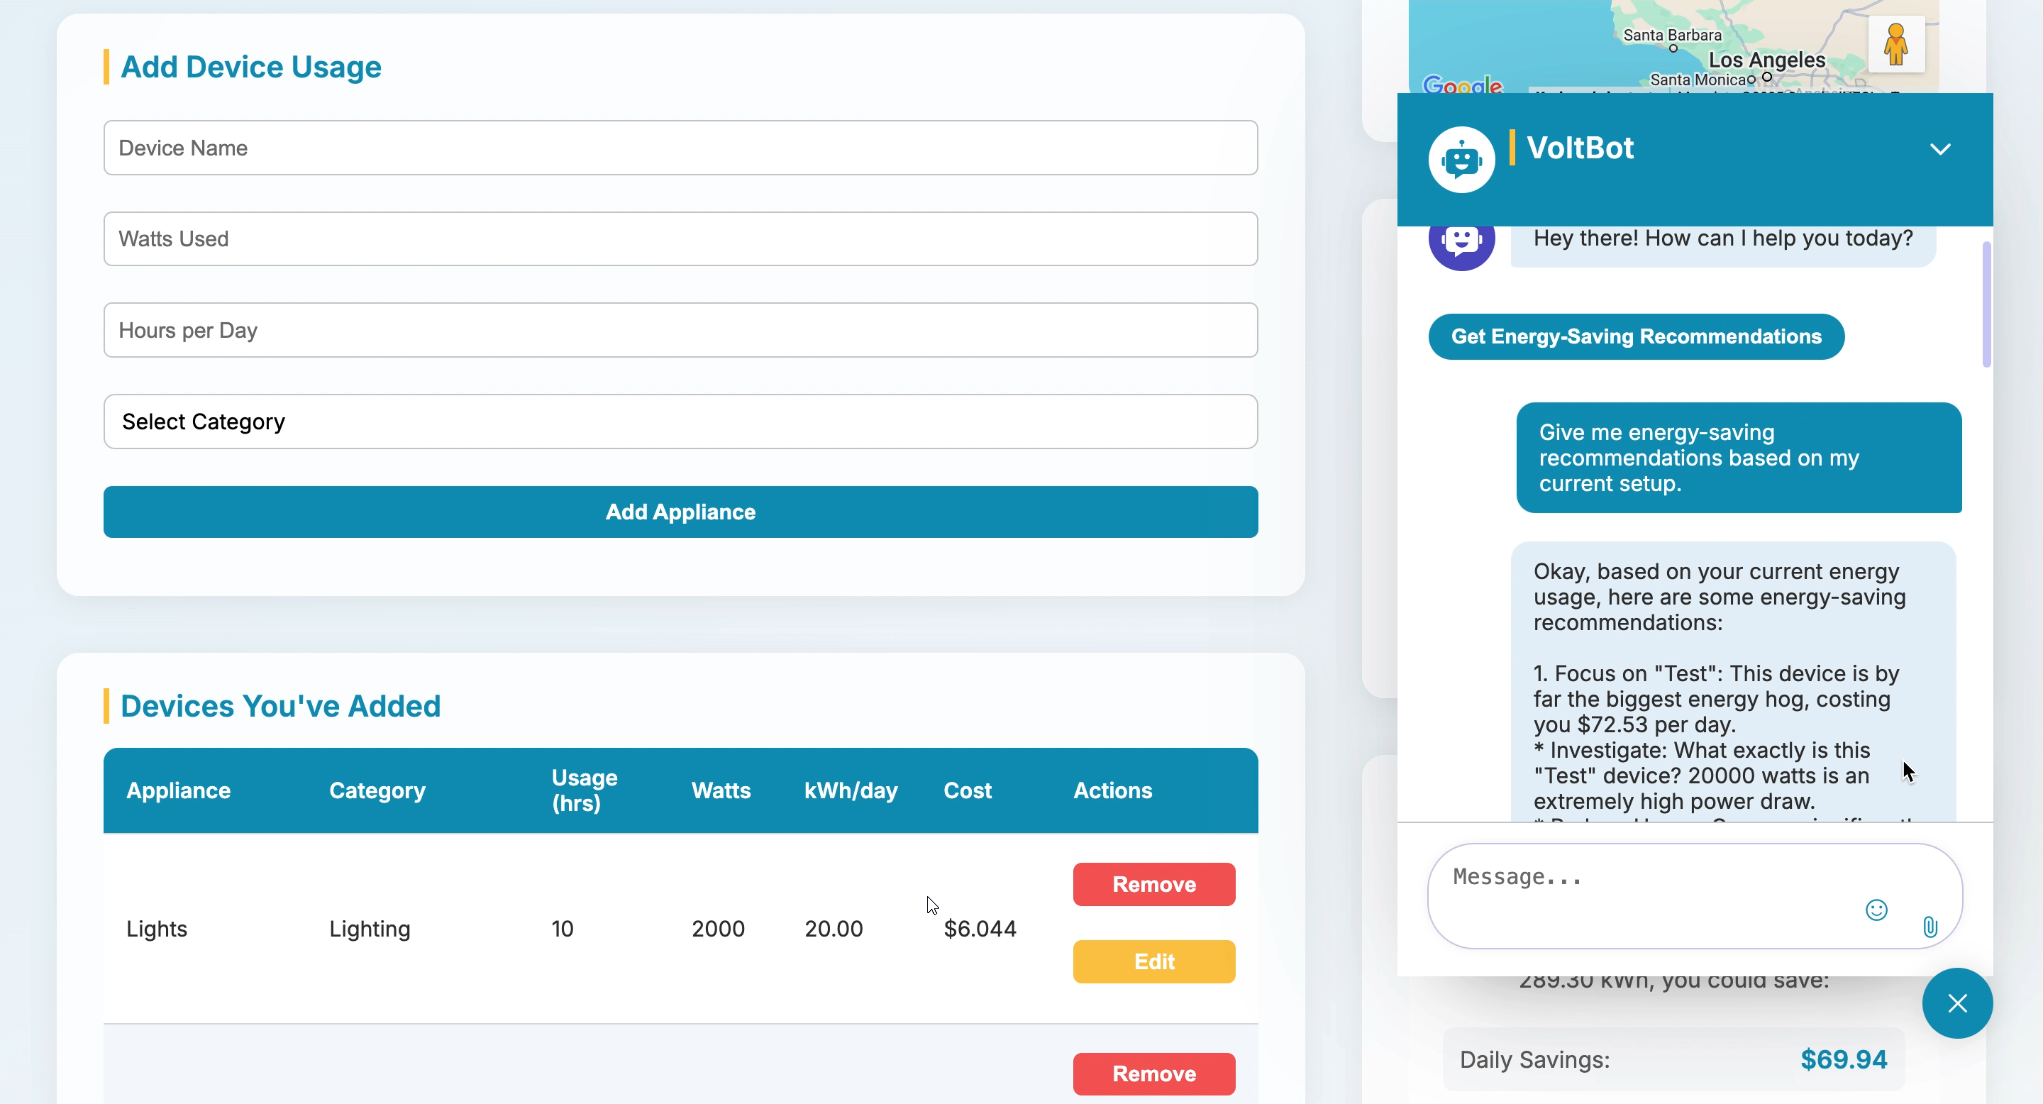 Add Device Usage
Device Name
Watts Used
Hours per Day
Select Category
Add Appliance
Devices You've Added
Appliance Category Usage (hrs) Watts kWh/day Cost Actions
Lights Lighting 10 2000 20.00 $6.044
Remove
Edit
Remove
Santa Barbara
Los Angeles
Santa Monica
Google
VoltBot
Hey there! How can I help you today?
Get Energy-Saving Recommendations
Give me energy-saving
recommendations based on my
current setup.
Okay, based on your current energy
usage, here are some energy-saving
recommendations:
1. Focus on "Test": This device is by
far the biggest energy hog, costing
you $72.53 per day.
* Investigate: What exactly is this
"Test" device? 20000 watts is an
extremely high power draw.
Message...
289.30 kWh, you could save:
Daily Savings: $69.94